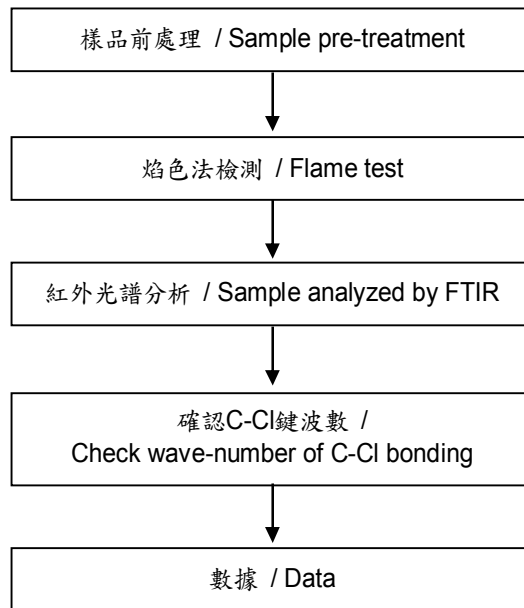 樣品前處理 / Sample pre-treatment
焰色法檢測 / Flame test
紅外光譜分析 / Sample analyzed by FTIR
確認C-Cl鍵波數 /
Check wave-number of C-Cl bonding
數據 / Data